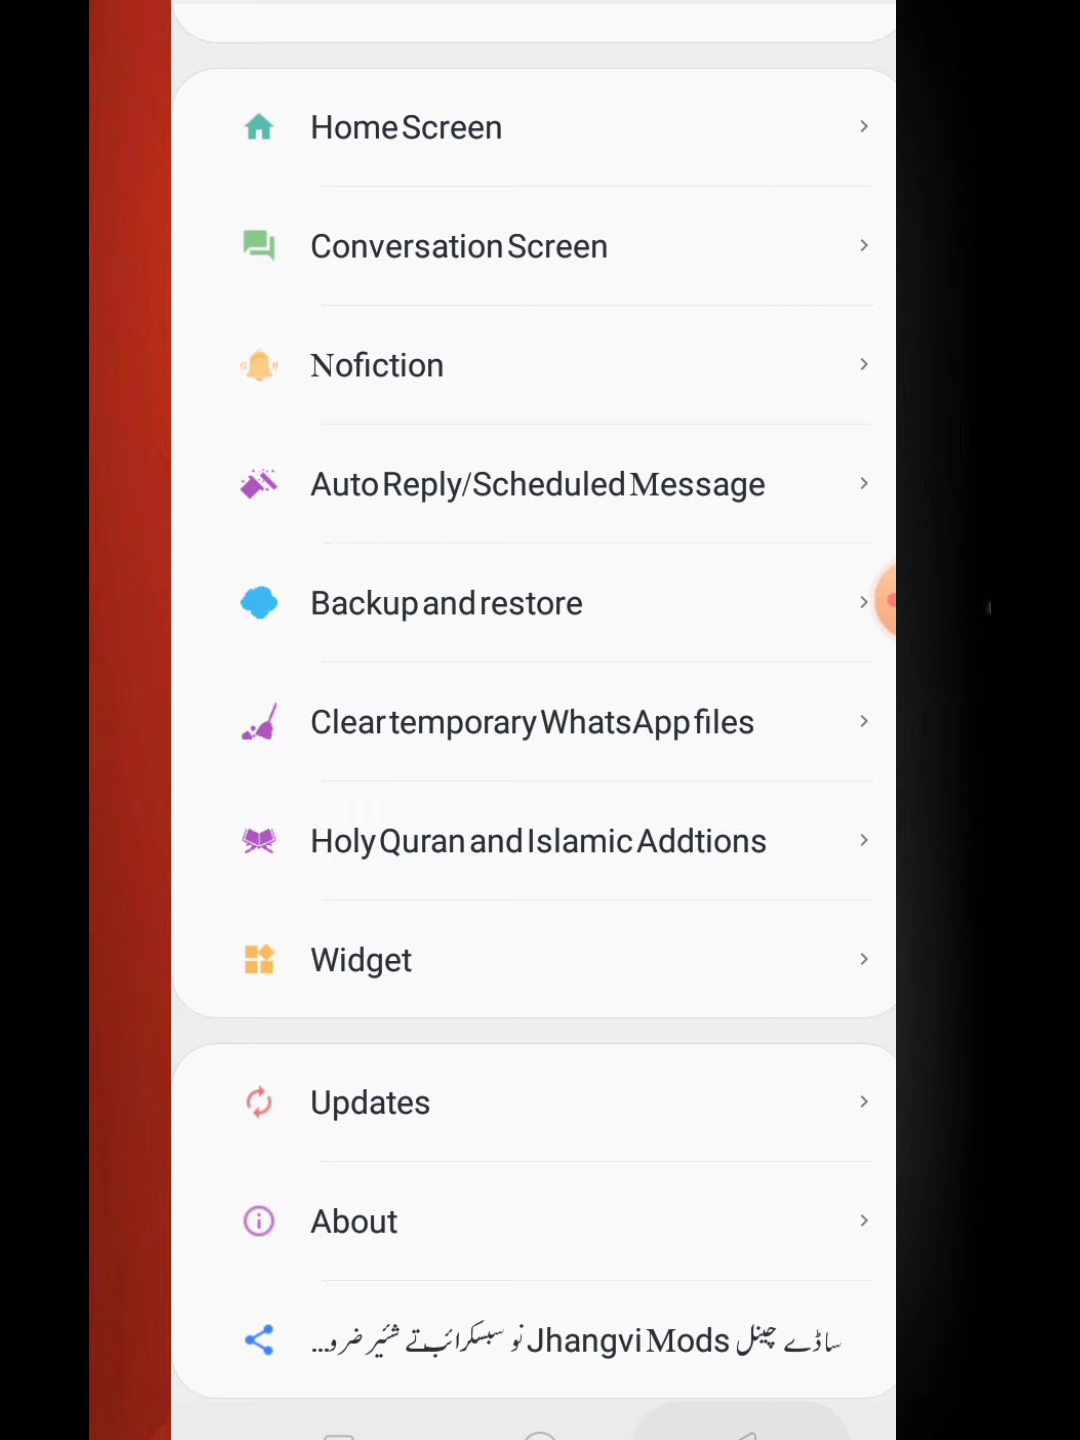 Home Screen
Conversation Screen
Nofiction
Auto Reply/Scheduled Message
Backup and restore
Clear temporary WhatsApp files
Holy Quran and Islamic Addtions
Widget
Updates
About
ساڈے چینل Jhangvi Mods نو سبسکرائب تے شئیر ضرو...